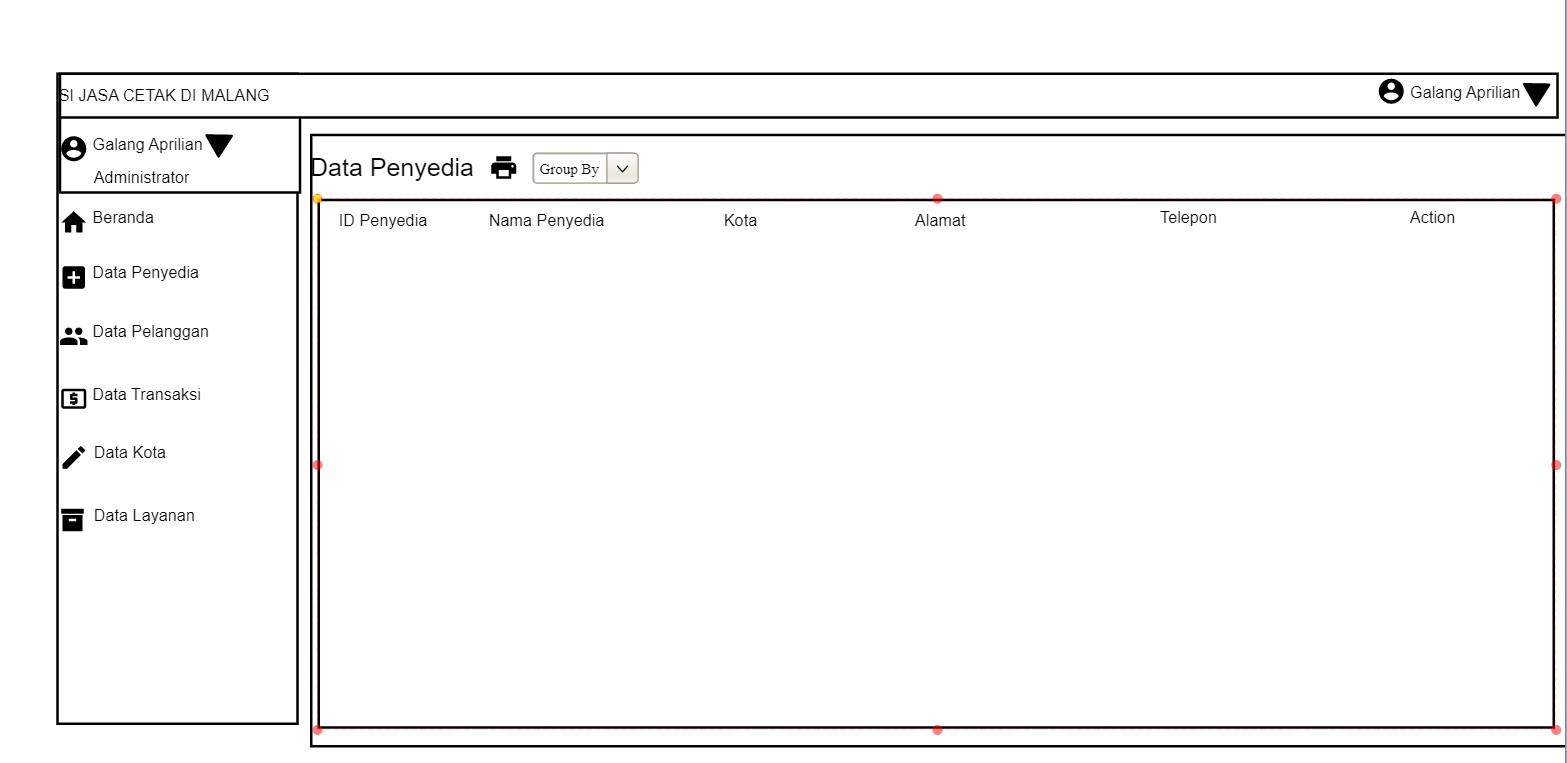 SI JASA CETAK DI MALANG
Galang Aprilian
Galang Aprilian
Administrator
Beranda
Data Penyedia
Data Pelanggan
Data Transaksi
Data Kota
Data Layanan
Data Penyedia
Group By
ID Penyedia
Nama Penyedia
Kota
Alamat
Telepon
Action